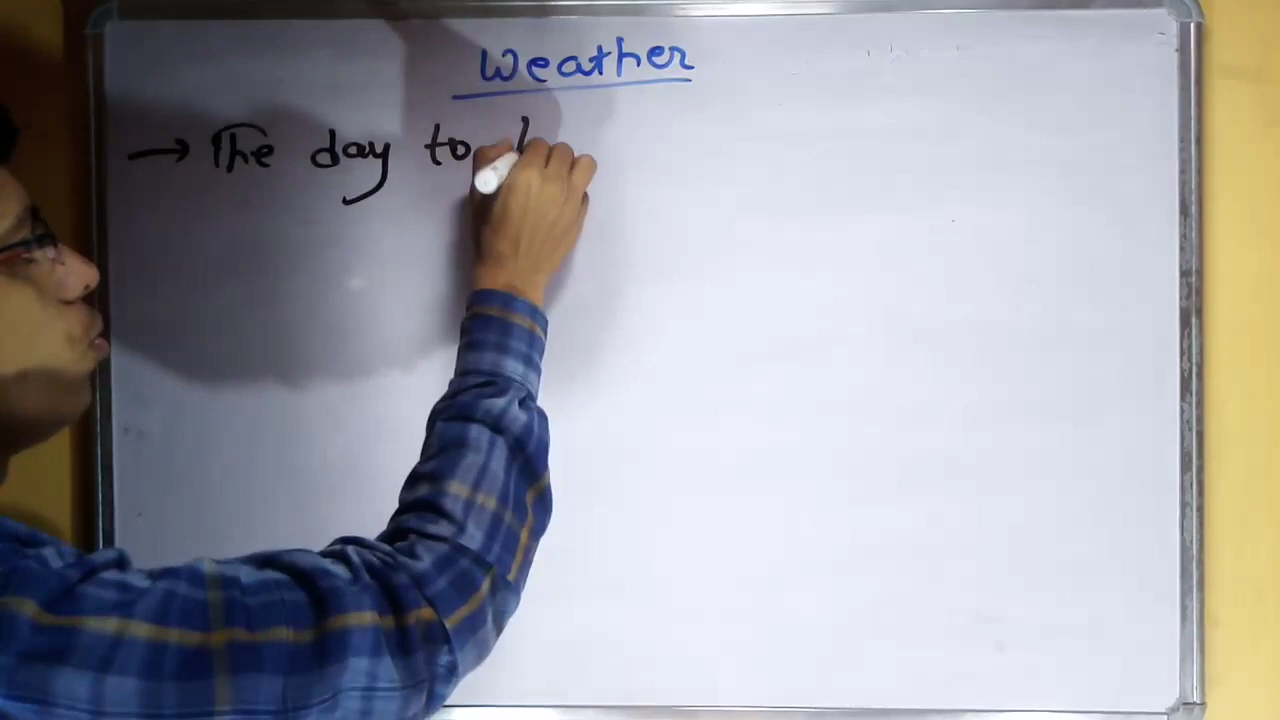 Weather
→ The day to